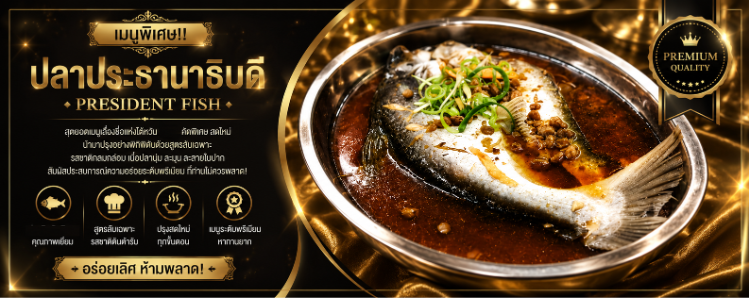 เมนูพิเศษ!!
ปลาประธานาธิบดี
PRESIDENT FISH
สุดยอดเมนูเลื่องชื่อแห่งไต้หวัน คัดพิเศษ สดใหม่
นำมาปรุงอย่างพิถีพิถันด้วยสูตรลับเฉพาะ
รสชาติกลมกล่อม เนื้อปลานุ่ม ละมุน ละลายในปาก
สัมผัสประสบการณ์ความอร่อยระดับพรีเมียม ที่ท่านไม่ควรพลาด!
คุณภาพเยี่ยม
สูตรลับเฉพาะ
รสชาติต้นตำรับ
ปรุงสดใหม่
ทุกขั้นตอน
เมนูระดับพรีเมียม
หาทานยาก
อร่อยเลิศ ห้ามพลาด!
PREMIUM
QUALITY